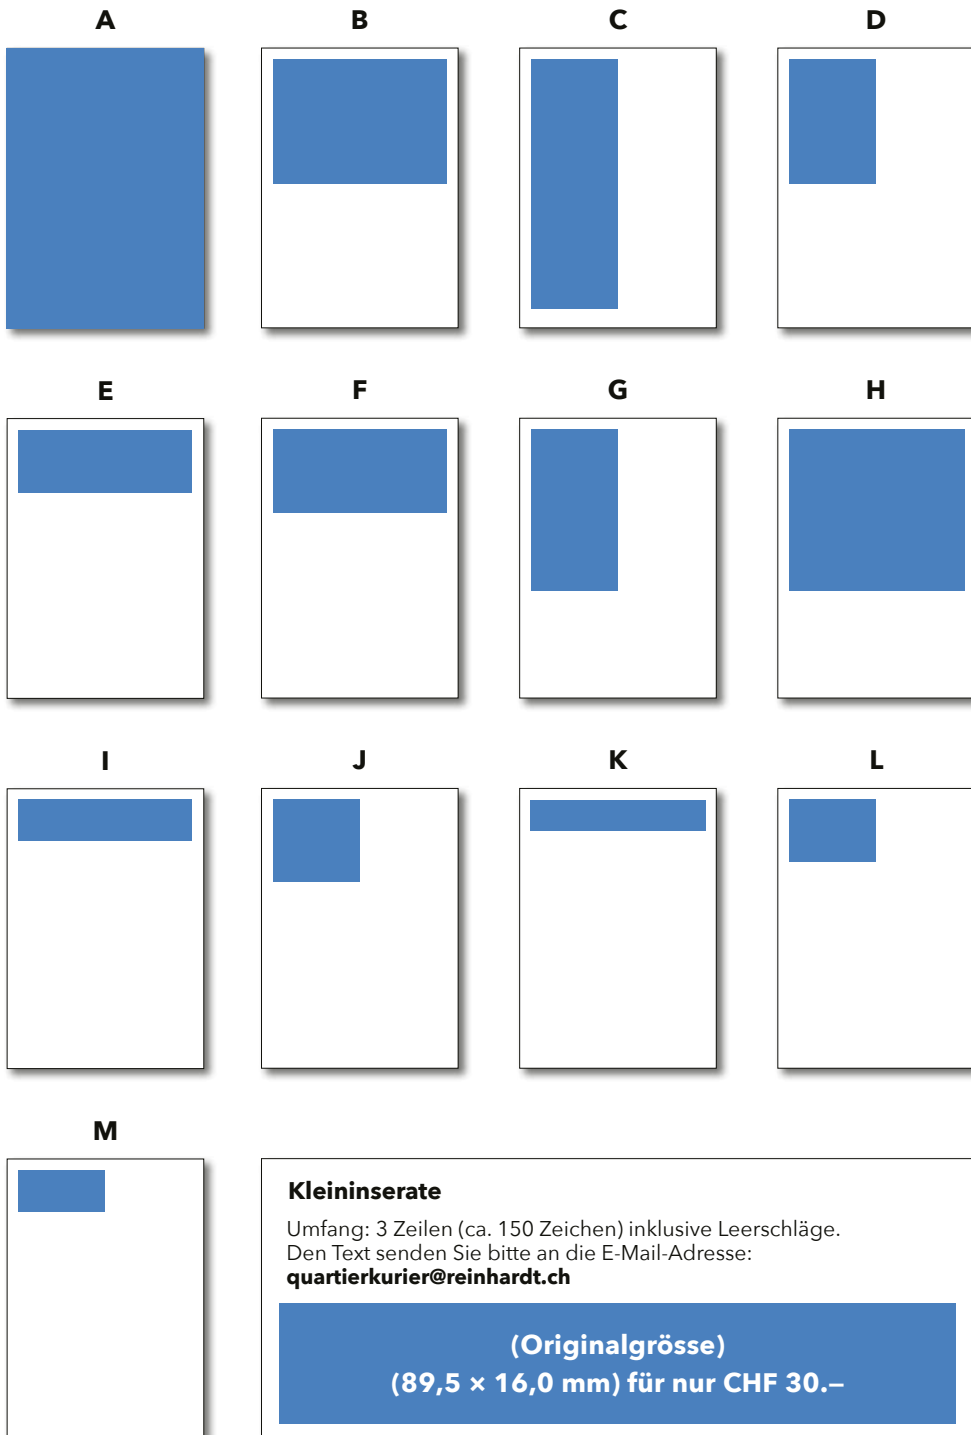 A
B
C
D
E
F
G
H
I
J
K
L
M
Kleininserate
Umfang: 3 Zeilen (ca. 150 Zeichen) inklusive Leerschläge.
Den Text senden Sie bitte an die E-Mail-Adresse:
quartierkurier@reinhardt.ch
(Originalgrösse)
(89,5 × 16,0 mm) für nur CHF 30.–